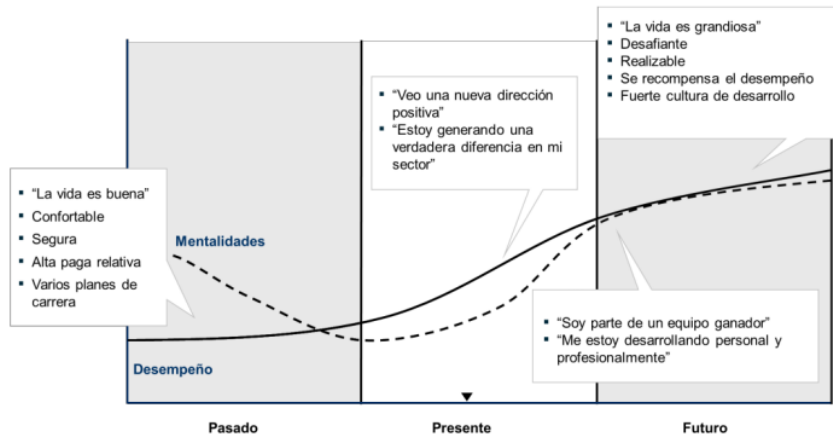 ▪ “La vida es grandiosa”
▪ Desafiante
▪ Realizable
▪ Se recompensa el desempeño
▪ Fuerte cultura de desarrollo
▪ “Veo una nueva dirección
positiva”
▪ “Estoy generando una
verdadera diferencia en mi
sector”
▪ “La vida es buena”
▪ Confortable
▪ Segura
▪ Alta paga relativa
▪ Varios planes de
carrera
Mentalidades
▪ “Soy parte de un equipo ganador”
▪ “Me estoy desarrollando personal y
profesionalmente”
Desempeño
Pasado
Presente
Futuro